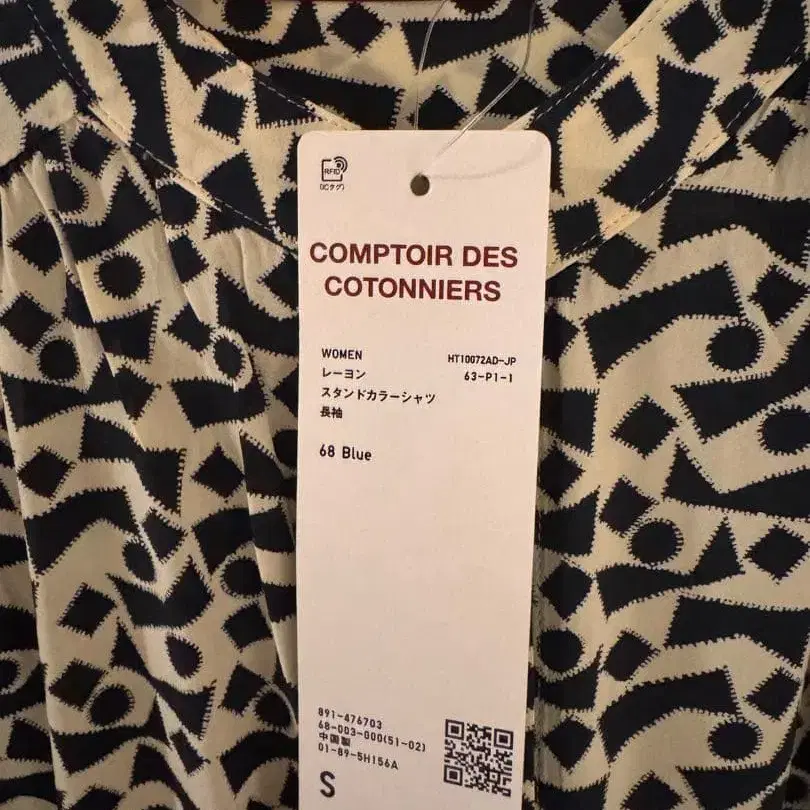 RFID
(ICタグ)
COMPTOIR DES
COTONNIERS
WOMEN HT10072AD-JP
レーヨン 63-P1-1
スタンドカラーシャツ
長袖
68 Blue
891-476703
68-003-000(51-02)
中国製
01-89-5H156A
S